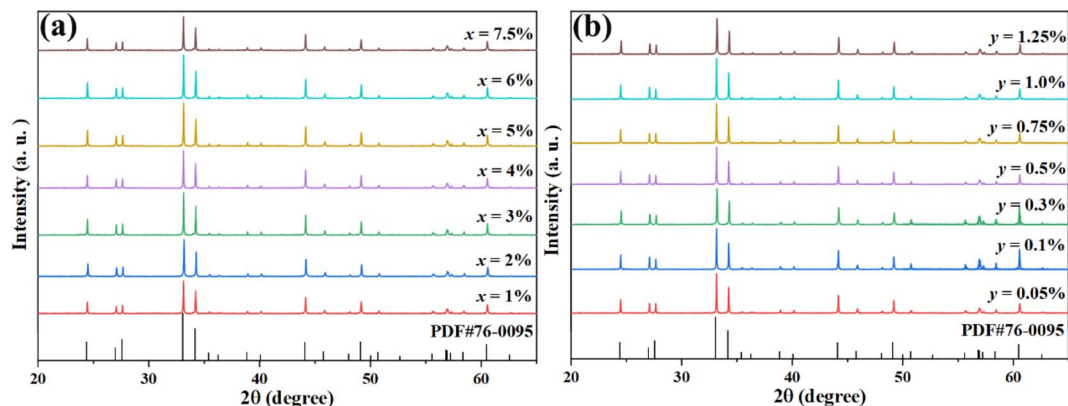 (a)
x = 7.5%
x = 6%
x = 5%
x = 4%
x = 3%
x = 2%
x = 1%
PDF#76-0095
Intensity (a. u. )
20 30 40 50 60
2θ (degree)
(b)
y = 1.25%
y = 1.0%
y = 0.75%
y = 0.5%
y = 0.3%
y = 0.1%
y = 0.05%
PDF#76-0095
Intensity (a. u. )
20 30 40 50 60
2θ (degree)